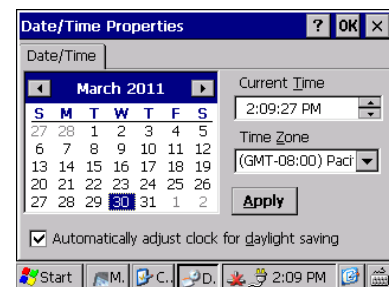 Date/Time Properties ? OK ×
Date/Time
March 2011
S M T W T F S
27 28 1 2 3 4 5
6 7 8 9 10 11 12
13 14 15 16 17 18 19
20 21 22 23 24 25 26
27 28 29 30 31 1 2
Current Time
2:09:27 PM
Time Zone
(GMT-08:00) Paci
Apply
Automatically adjust clock for daylight saving
Start M. C.. D. 2:09 PM